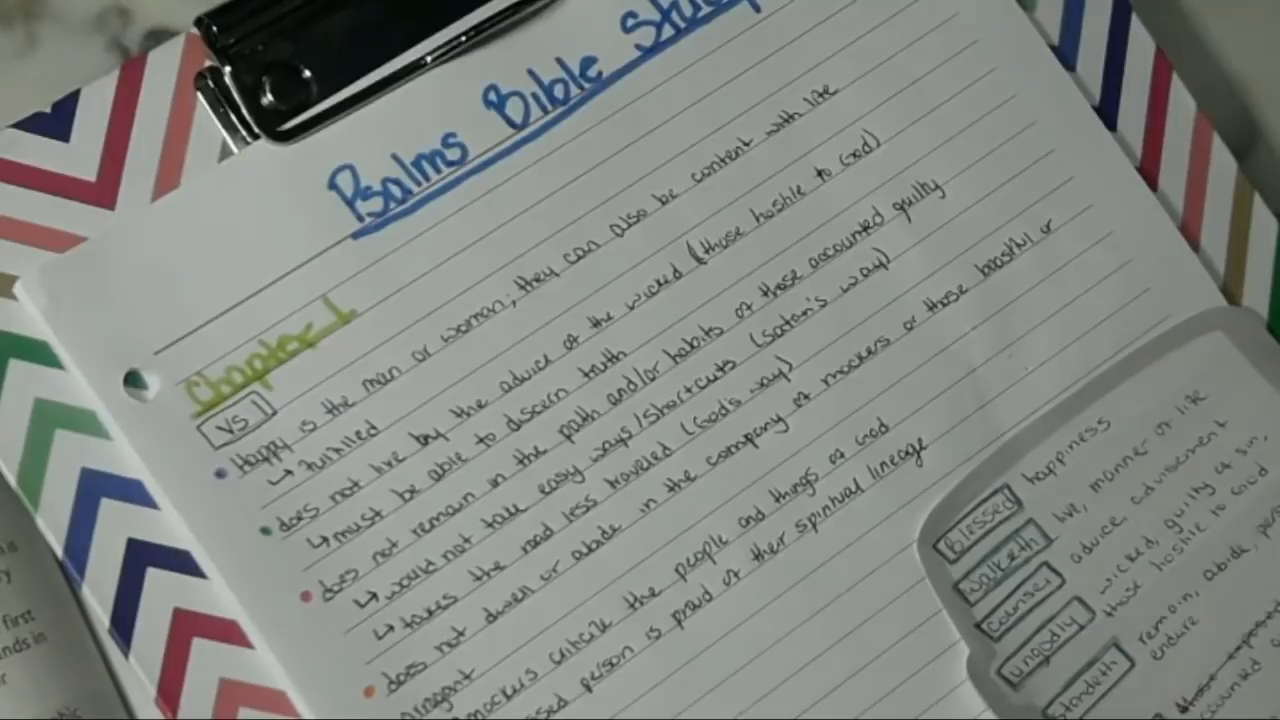 Psalms Bible Study
Chapter 1
VS 1
Happy is the man or woman; they can also be content with life
↳ fulfilled
does not live by the advice of the wicked (those hostile to God)
↳ must be able to discern truth
does not remain in the path and/or habits of those accounted guilty
↳ would not take easy ways/shortcuts (Satan's way)
↳ takes the road less traveled (God's way)
does not dwell or abide in the company of mockers or those boastful or
arrogant
mockers criticize the people and things of God
person is proud of their spiritual lineage
Blessed happiness
Walketh live, manner of life
Counsel advice, advisement
Ungodly wicked, guilty of sin,
those hostile to God
Standeth remain, abide,
endure
is
first